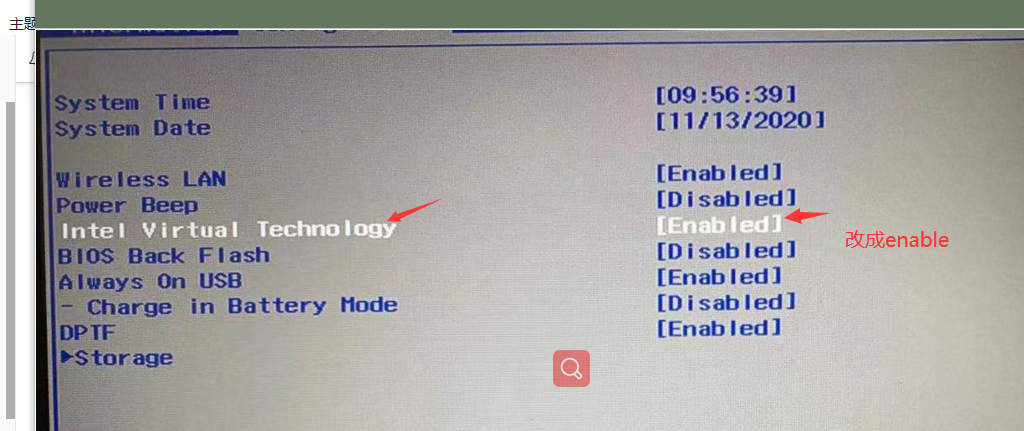 主题
System Time [09:56:39]
System Date [11/13/2020]
Wireless LAN [Enabled]
Power Beep [Disabled]
Intel Virtual Technology [Enabled]
改成enable
BIOS Back Flash [Disabled]
Always On USB [Enabled]
- Charge in Battery Mode [Disabled]
DPTF [Enabled]
▶Storage